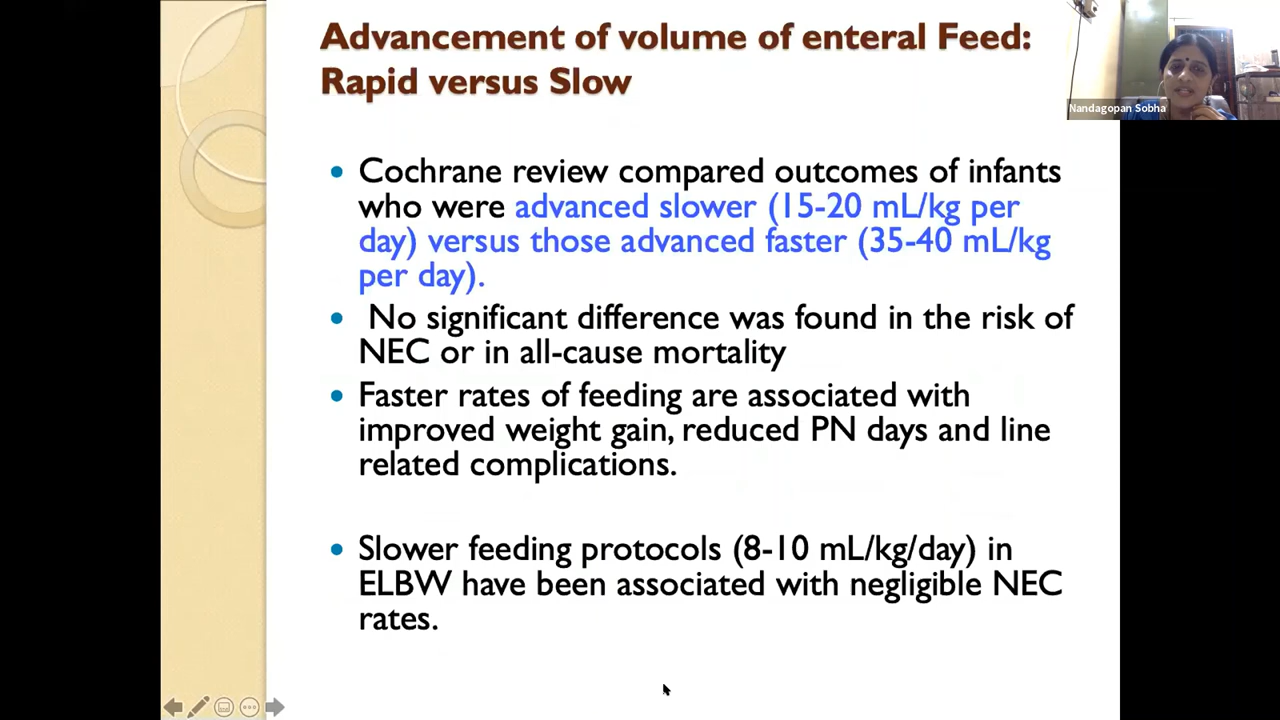 Advancement of volume of enteral Feed:
Rapid versus Slow
Nandagopan Sobha
• Cochrane review compared outcomes of infants
who were advanced slower (15-20 mL/kg per
day) versus those advanced faster (35-40 mL/kg
per day).
• No significant difference was found in the risk of
NEC or in all-cause mortality
• Faster rates of feeding are associated with
improved weight gain, reduced PN days and line
related complications.
• Slower feeding protocols (8-10 mL/kg/day) in
ELBW have been associated with negligible NEC
rates.